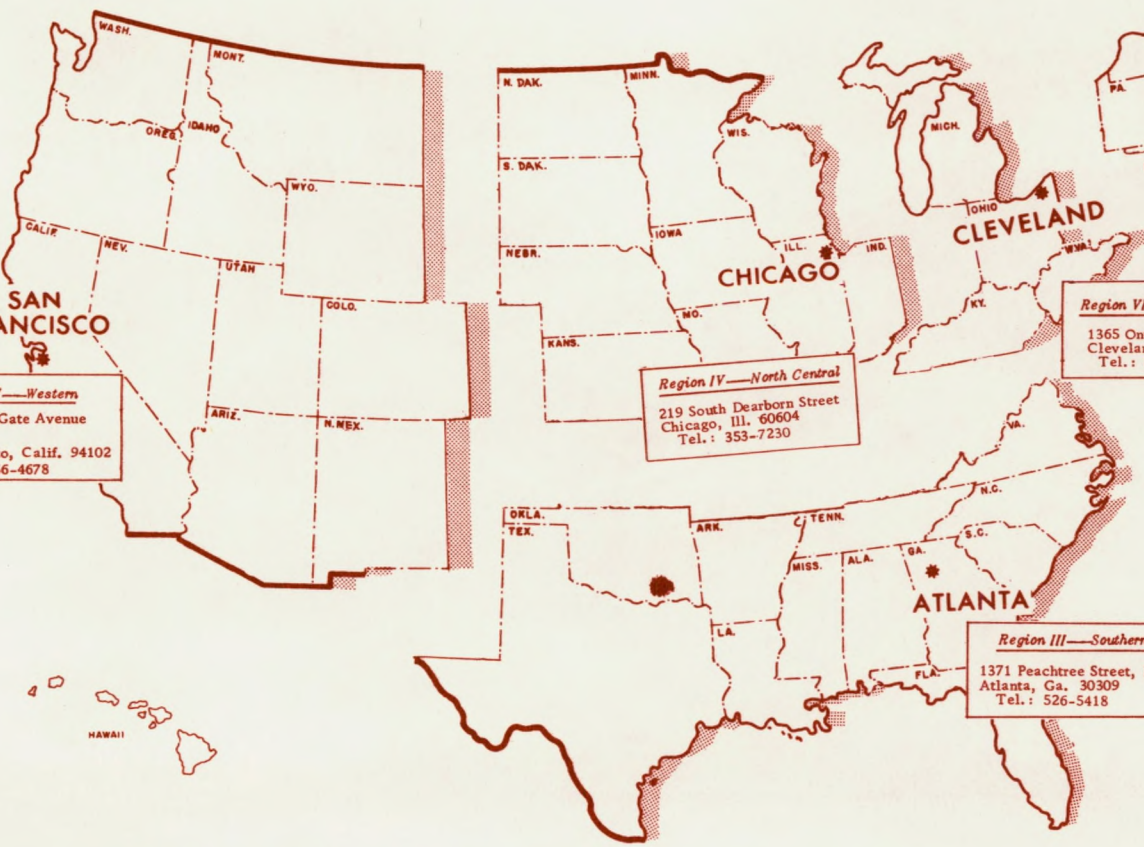 WASH.
MONT.
OREG.
IDAHO
WYO.
CALIF.
NEV.
UTAH
COLO.
SAN
ANCISCO
—Western
Gate Avenue
o, Calif. 94102
6-4678
ARIZ.
N. MEX.
HAWAII
N. DAK.
MINN.
S. DAK.
WIS.
NEBR.
IOWA
ILL.
IND.
CHICAGO
KANS.
MO.
Region IV—North Central
219 South Dearborn Street
Chicago, Ill. 60604
Tel.: 353-7230
MICH.
PA.
OHIO
CLEVELAND
W.VA.
KY.
Region VI
1365 On
Clevelan
Tel.:
OKLA.
TEX.
ARK.
LA.
TENN.
MISS.
ALA.
GA.
S.C.
N.C.
VA.
FLA.
ATLANTA
Region III—Southern
1371 Peachtree Street,
Atlanta, Ga. 30309
Tel.: 526-5418